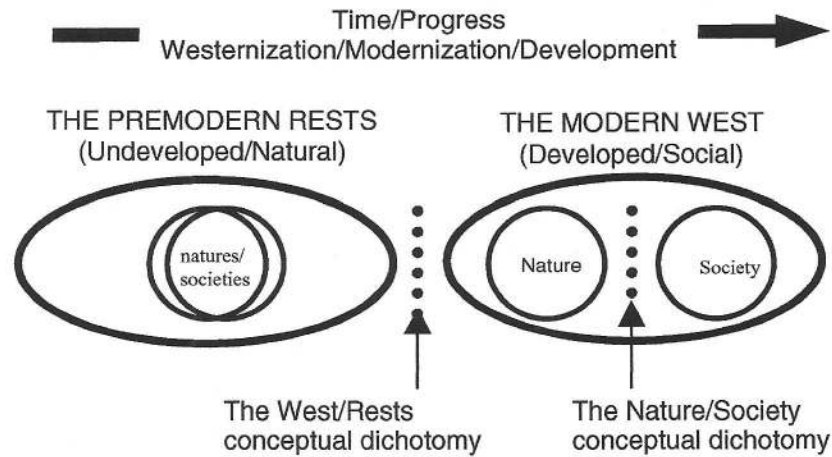 Time/Progress
Westernization/Modernization/Development
THE PREMODERN RESTS
(Undeveloped/Natural)
THE MODERN WEST
(Developed/Social)
natures/
societies
Nature
Society
The West/Rests
conceptual dichotomy
The Nature/Society
conceptual dichotomy